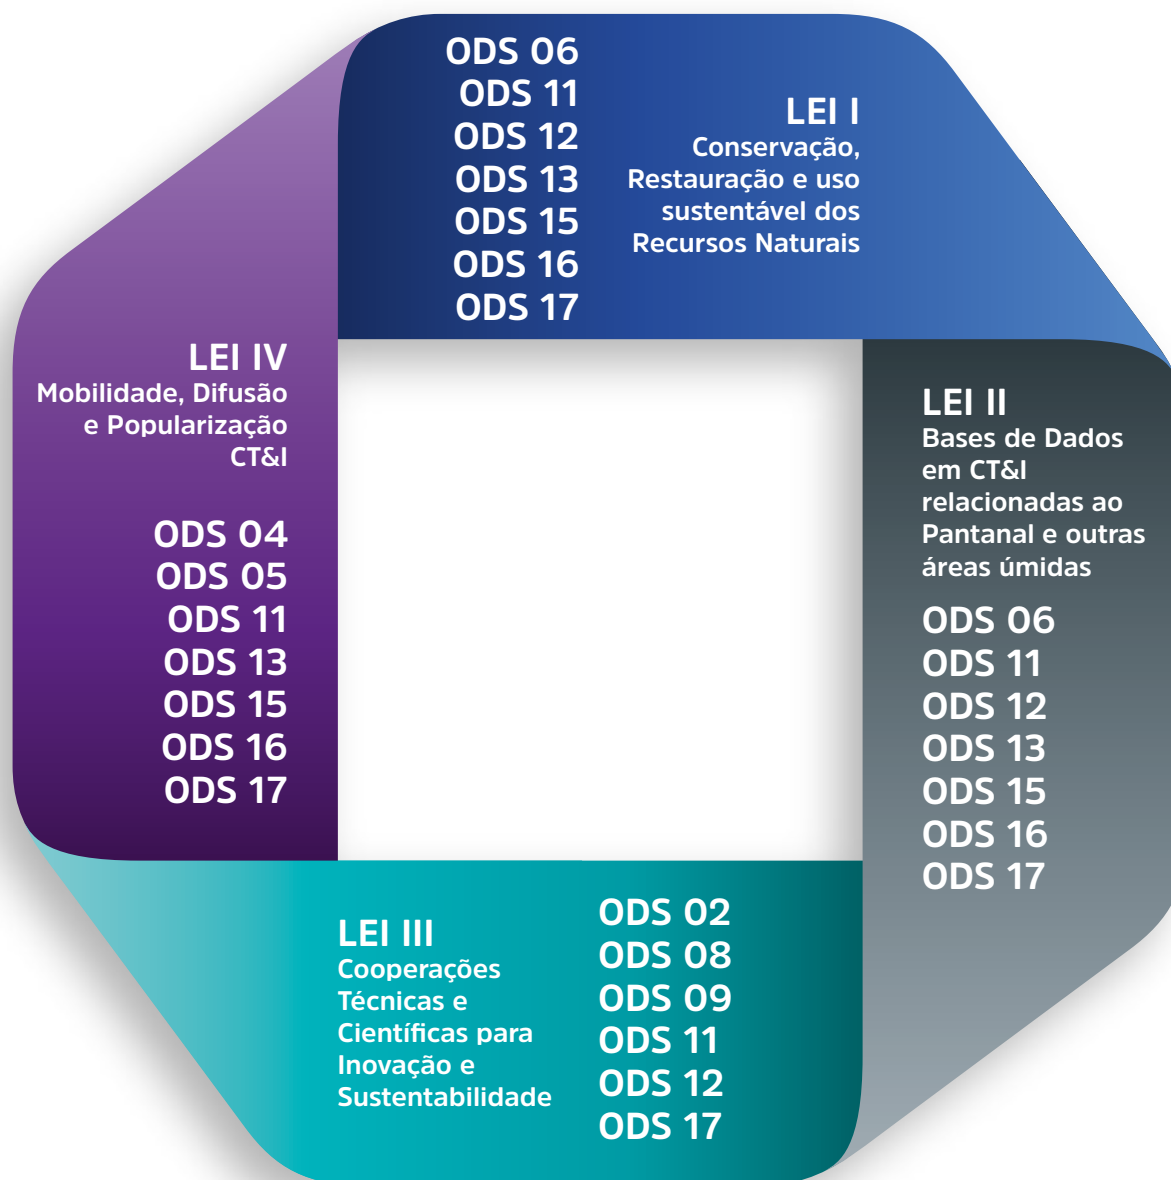 ODS 06
ODS 11
ODS 12
ODS 13
ODS 15
ODS 16
ODS 17
LEI I
Conservação,
Restauração e uso
sustentável dos
Recursos Naturais
LEI II
Bases de Dados
em CT&I
relacionadas ao
Pantanal e outras
áreas úmidas
ODS 06
ODS 11
ODS 12
ODS 13
ODS 15
ODS 16
ODS 17
LEI III
Cooperações
Técnicas e
Científicas para
Inovação e
Sustentabilidade
ODS 02
ODS 08
ODS 09
ODS 11
ODS 12
ODS 17
LEI IV
Mobilidade, Difusão
e Popularização
CT&I
ODS 04
ODS 05
ODS 11
ODS 13
ODS 15
ODS 16
ODS 17